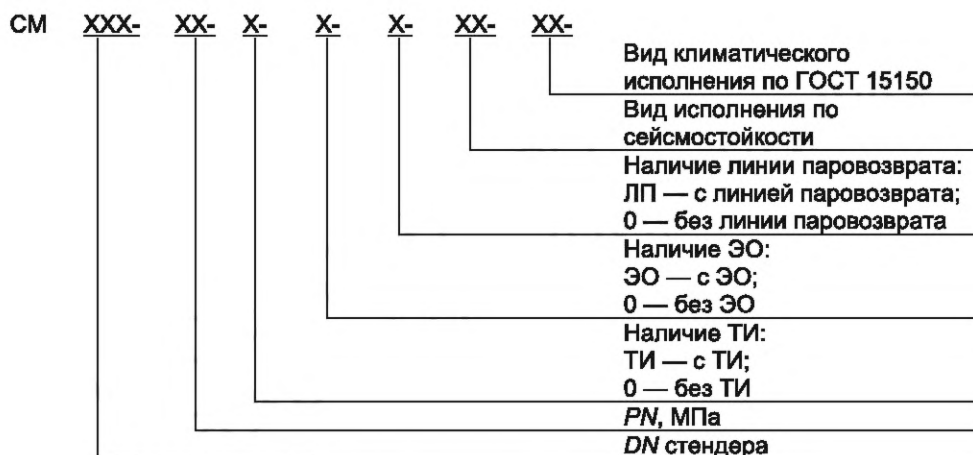 СМ XXX- XX- X- X- X- XX- XX-
Вид климатического
исполнения по ГОСТ 15150
Вид исполнения по
сейсмостойкости
Наличие линии паровозврата:
ЛП — с линией паровозврата;
0 — без линии паровозврата
Наличие ЭО:
ЭО — с ЭО;
0 — без ЭО
Наличие ТИ:
ТИ — с ТИ;
0 — без ТИ
PN, МПа
DN стендера